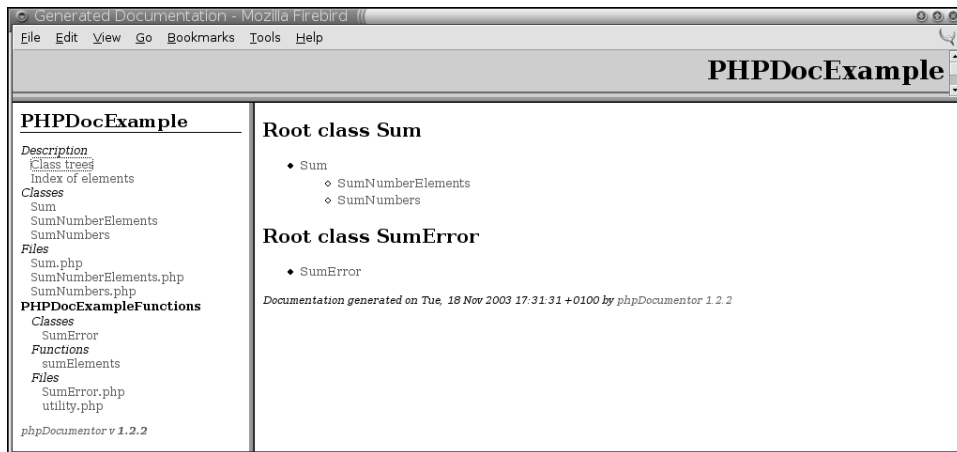 Generated Documentation - Mozilla Firebird
File Edit View Go Bookmarks Tools Help
PHPDocExample
PHPDocExample
Description
Class trees
Index of elements
Classes
Sum
SumNumberElements
SumNumbers
Files
Sum.php
SumNumberElements.php
SumNumbers.php
PHPDocExampleFunctions
Classes
SumError
Functions
sumElements
Files
SumError.php
utility.php
phpDocumentor v 1.2.2
Root class Sum
Sum
SumNumberElements
SumNumbers
Root class SumError
SumError
Documentation generated on Tue, 18 Nov 2003 17:31:31 +0100 by phpDocumentor 1.2.2